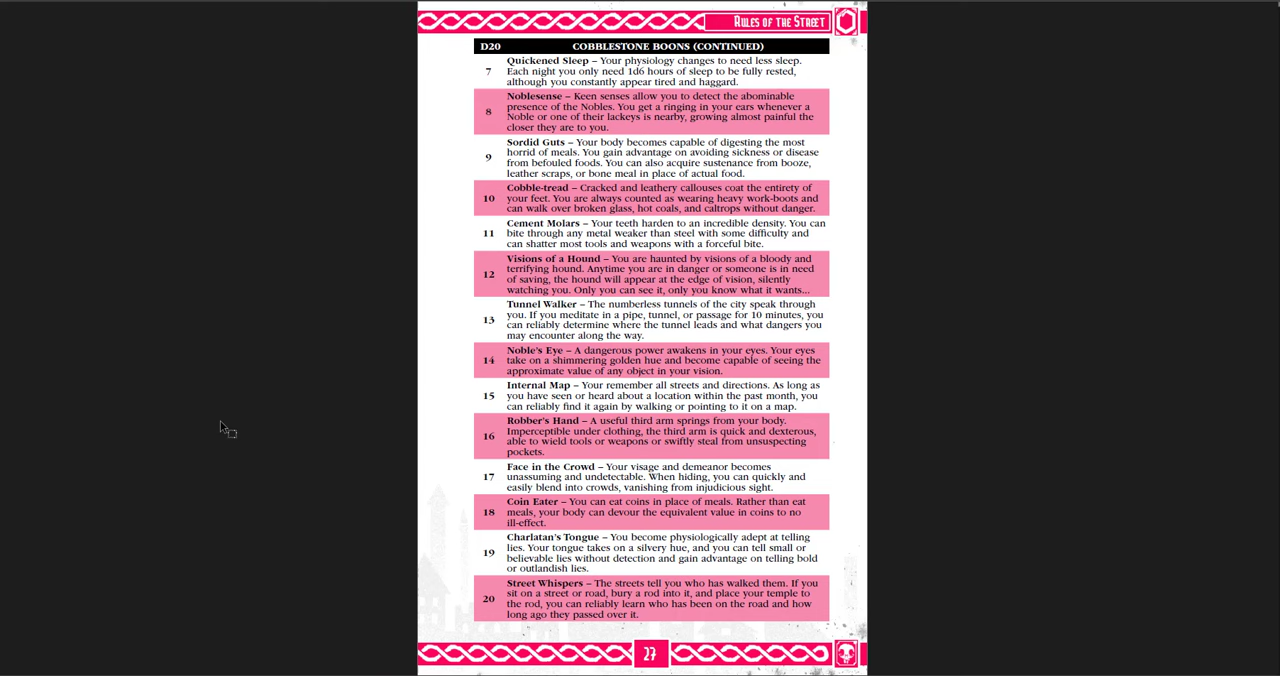 RULES OF THE STREET
D20 COBBLESTONE BOONS (CONTINUED)
7
Quickened Sleep – Your physiology changes to need less sleep.
Each night you only need 1d6 hours of sleep to be fully rested,
although you constantly appear tired and haggard.
8
Noblesense – Keen senses allow you to detect the abominable
presence of the Nobles. You get a ringing in your ears whenever a
Noble or one of their lackeys is nearby, growing almost painful the
closer they are to you.
9
Sordid Guts – Your body becomes capable of digesting the most
horrid of meals. You gain advantage on avoiding sickness or disease
from befouled foods. You can also acquire sustenance from booze,
leather scraps, or bone meal in place of actual food.
10
Cobble-tread – Cracked and leathery callouses coat the entirety of
your feet. You are always counted as wearing heavy work-boots and
can walk over broken glass, hot coals, and caltrops without danger.
11
Cement Molars – Your teeth harden to an incredible density. You can
bite through any metal weaker than steel with some difficulty and
can shatter most tools and weapons with a forceful bite.
12
Visions of a Hound – You are haunted by visions of a bloody and
terrifying hound. Anytime you are in danger or someone is in need
of saving, the hound will appear at the edge of vision, silently
watching you. Only you can see it, only you know what it wants...
13
Tunnel Walker – The numberless tunnels of the city speak through
you. If you meditate in a pipe, tunnel, or passage for 10 minutes, you
can reliably determine where the tunnel leads and what dangers you
may encounter along the way.
14
Noble's Eye – A dangerous power awakens in your eyes. Your eyes
take on a shimmering golden hue and become capable of seeing the
approximate value of any object in your vision.
15
Internal Map – Your remember all streets and directions. As long as
you have seen or heard about a location within the past month, you
can reliably find it again by walking or pointing to it on a map.
16
Robber's Hand – A useful third arm springs from your body.
Imperceptible under clothing, the third arm is quick and dexterous,
able to wield tools or weapons or swiftly steal from unsuspecting
pockets.
17
Face in the Crowd – Your visage and demeanor becomes
unassuming and undetectable. When hiding, you can quickly and
easily blend into crowds, vanishing from injudicious sight.
18
Coin Eater – You can eat coins in place of meals. Rather than eat
meals, your body can devour the equivalent value in coins to no
ill-effect.
19
Charlatan's Tongue – You become physiologically adept at telling
lies. Your tongue takes on a silvery hue, and you can tell small or
believable lies without detection and gain advantage on telling bold
or outlandish lies.
20
Street Whispers – The streets tell you who has walked them. If you
sit on a street or road, bury a rod into it, and place your temple to
the rod, you can reliably learn who has been on the road and how
long ago they passed over it.
27